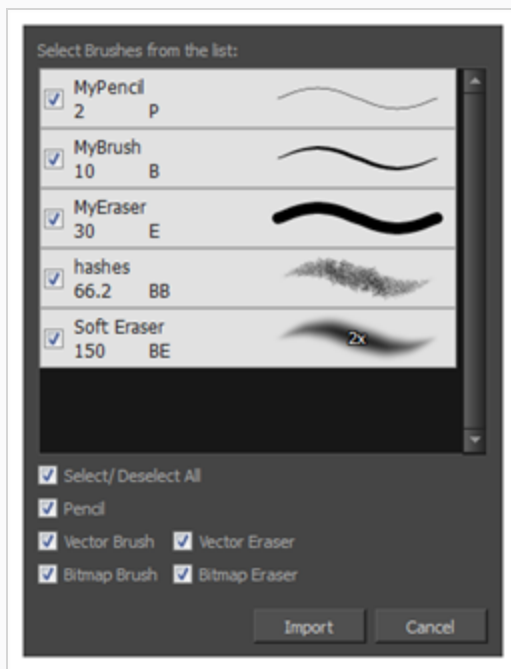 Select Brushes from the list:
MyPencil
2 P
MyBrush
10 B
MyEraser
30 E
hashes
66.2 BB
Soft Eraser
150 BE
2x
Select/ Deselect All
Pencil
Vector Brush Vector Eraser
Bitmap Brush Bitmap Eraser
Import Cancel